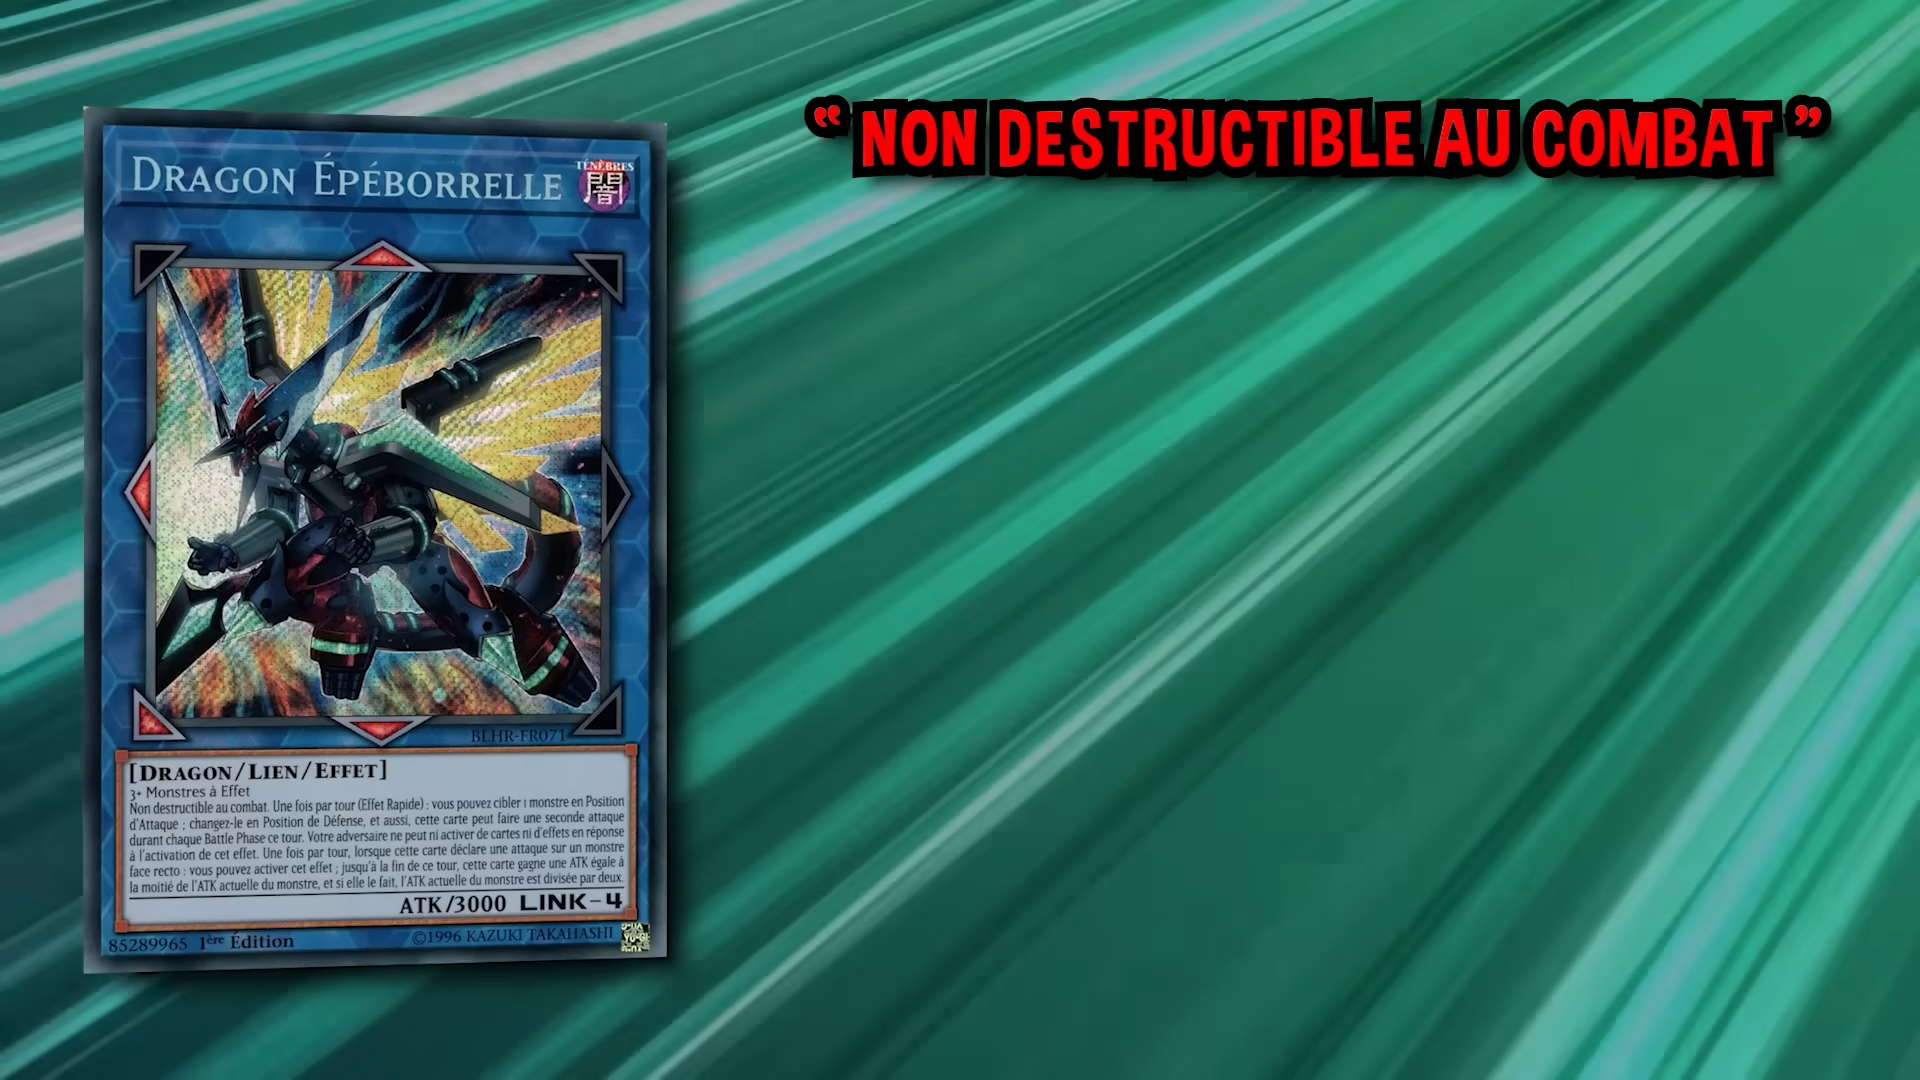 “ NON DESTRUCTIBLE AU COMBAT ”
DRAGON ÉPÉBORRELLE
TÉNÈBRES
闇
BLHR-FR071
[DRAGON/LIEN/EFFET]
3+ Monstres à Effet
Non destructible au combat. Une fois par tour (Effet Rapide) : vous pouvez cibler 1 monstre en Position
d'Attaque ; changez-le en Position de Défense, et aussi, cette carte peut faire une seconde attaque
durant chaque Battle Phase ce tour. Votre adversaire ne peut ni activer de cartes ni d'effets en réponse
à l'activation de cet effet. Une fois par tour, lorsque cette carte déclare une attaque sur un monstre
face recto : vous pouvez activer cet effet ; jusqu'à la fin de ce tour, cette carte gagne une ATK égale à
la moitié de l'ATK actuelle du monstre, et si elle le fait, l'ATK actuelle du monstre est divisée par deux.
ATK/3000 LINK-4
85289965 1ère Édition ©1996 KAZUKI TAKAHASHI